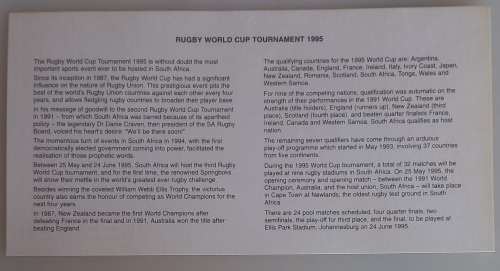 RUGBY WORLD CUP TOURNAMENT 1995
The Rugby World Cup Tournament 1995 is without doubt the most
important sports event ever to be hosted in South Africa.
Since its inception in 1987, the Rugby World Cup has had a significant
influence on the nature of Rugby Union. This prestigious event pits the
best of the world's Rugby Union countries against each other every four
years, and allows fledgling rugby countries to broaden their player base.
In his message of goodwill to the second Rugby World Cup Tournament
in 1991 – from which South Africa was barred because of its apartheid
policy – the legendary Dr Danie Craven, then president of the SA Rugby
Board, voiced his heart's desire: "We'll be there soon!"
The momentous turn of events in South Africa in 1994, with the first
democratically elected government coming into power, facilitated the
realisation of those prophetic words.
Between 25 May and 24 June 1995, South Africa will host the third Rugby
World Cup tournament, and for the first time, the renowned Springboks
will show their mettle in the world's greatest ever rugby challenge.
Besides winning the coveted William Webb Ellis Trophy, the victorious
country also earns the honour of competing as World Champions for the
next four years.
In 1987, New Zealand became the first World Champions after
defeating France in the final and in 1991, Australia won the title after
beating England.
The qualifying countries for the 1995 World Cup are: Argentina,
Australia, Canada, England, France, Ireland, Italy, Ivory Coast, Japan,
New Zealand, Romania, Scotland, South Africa, Tonga, Wales and
Western Samoa.
For nine of the competing nations, qualification was automatic on the
strength of their performances in the 1991 World Cup. These are
Australia (title holders), England (runners up), New Zealand (third
place), Scotland (fourth place), and beaten quarter finalists France,
Ireland, Canada and Western Samoa. South Africa qualifies as host
nation.
The remaining seven qualifiers have come through an arduous
play-off programme which started in May 1993, involving 37 countries
from five continents.
During the 1995 World Cup tournament, a total of 32 matches will be
played at nine rugby stadiums in South Africa. On 25 May 1995, the
opening ceremony and opening match – between the 1991 World
Champion, Australia, and the host union, South Africa – will take place
in Cape Town at Newlands, the oldest rugby test ground in South
Africa.
There are 24 pool matches scheduled, four quarter finals, two
semifinals, the play-off for third place, and the final, to be played at
Ellis Park Stadium, Johannesburg on 24 June 1995.